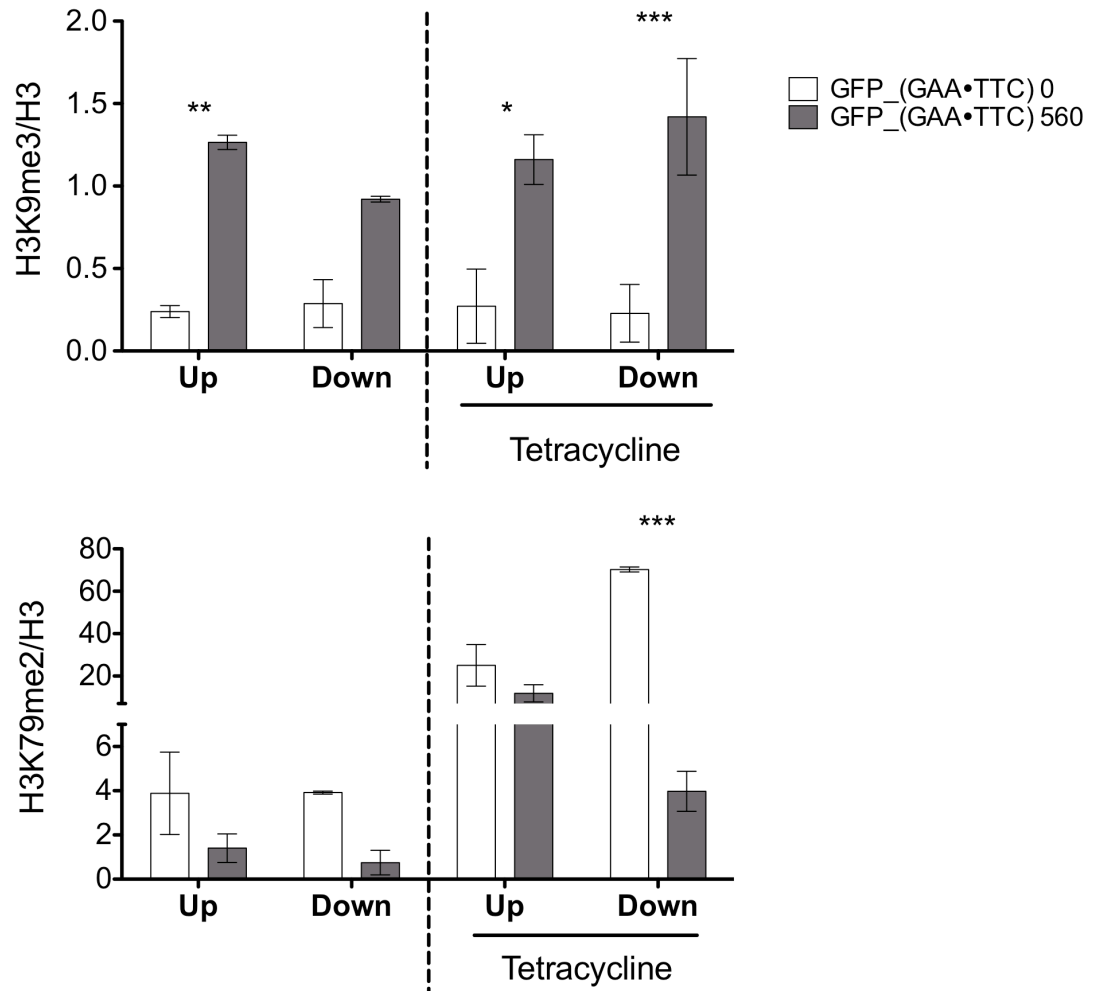 H3K9me3/H3
2.0
1.5
1.0
0.5
0.0
**
*
***
Up
Down
Up
Down
Tetracycline
GFP_(GAA•TTC) 0
GFP_(GAA•TTC) 560
H3K79me2/H3
80
60
40
20
6
4
2
0
***
Up
Down
Up
Down
Tetracycline